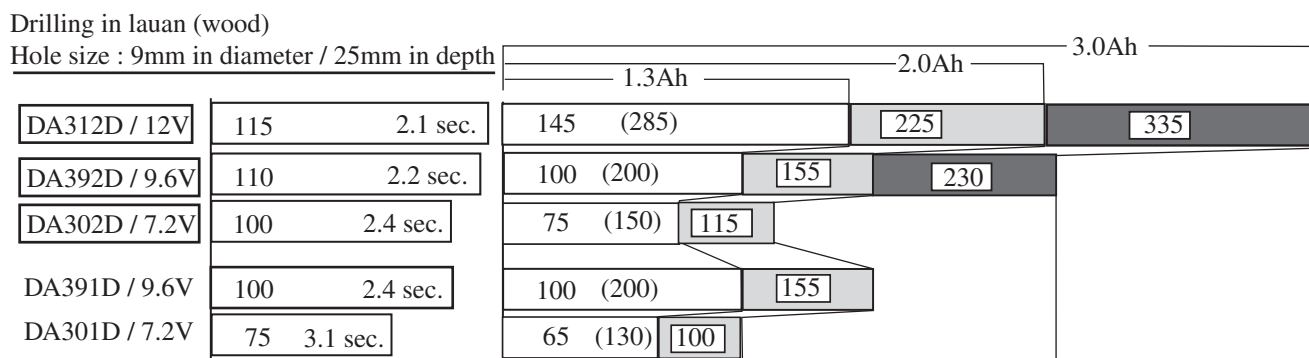 Drilling in lauan (wood)
Hole size : 9mm in diameter / 25mm in depth
3.0Ah
2.0Ah
1.3Ah
DA312D / 12V 115 2.1 sec. 145 (285) 225 335
DA392D / 9.6V 110 2.2 sec. 100 (200) 155 230
DA302D / 7.2V 100 2.4 sec. 75 (150) 115
DA391D / 9.6V 100 2.4 sec. 100 (200) 155
DA301D / 7.2V 75 3.1 sec. 65 (130) 100